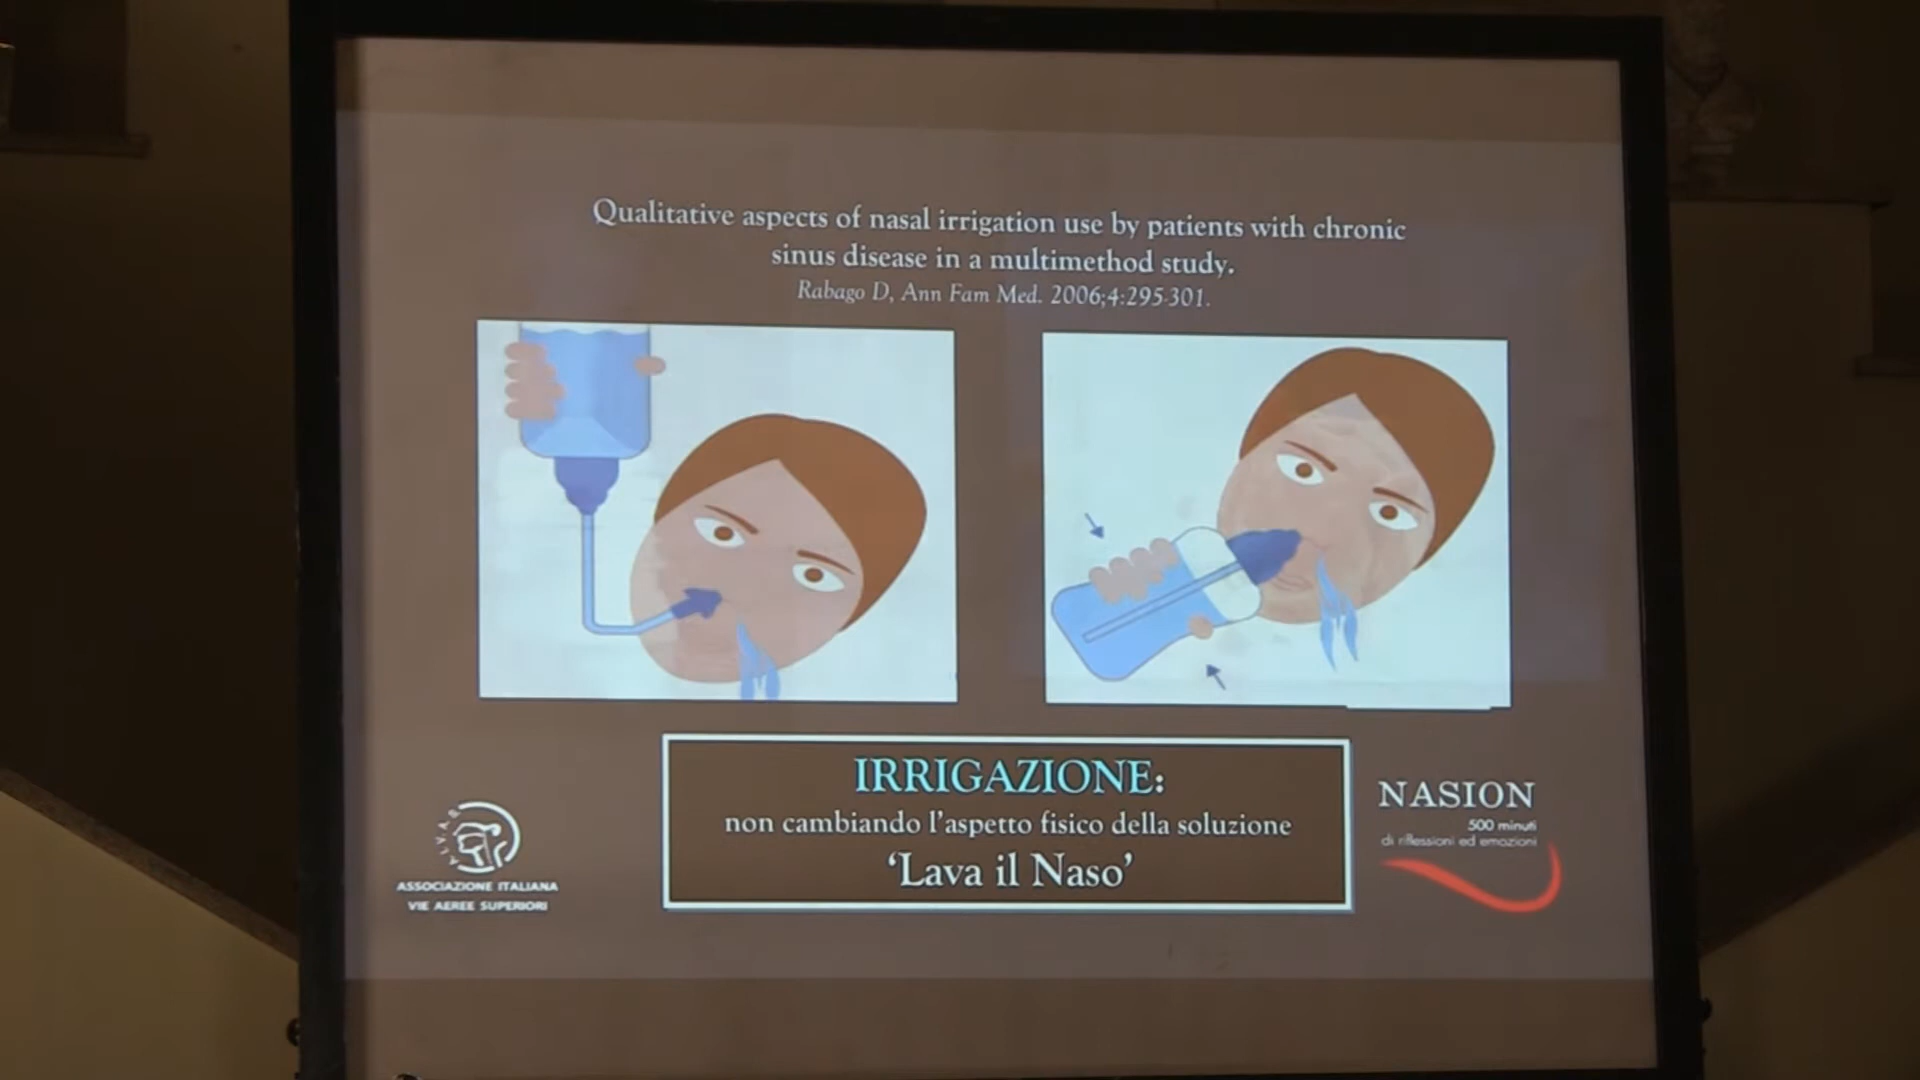 Qualitative aspects of nasal irrigation use by patients with chronic
sinus disease in a multimethod study.
Rabago D, Ann Fam Med. 2006;4:295-301.
IRRIGAZIONE:
non cambiando l'aspetto fisico della soluzione
'Lava il Naso'
A.I.V.A.S.
ASSOCIAZIONE ITALIANA
VIE AEREE SUPERIORI
NASION
500 minuti
di riflessioni ed emozioni